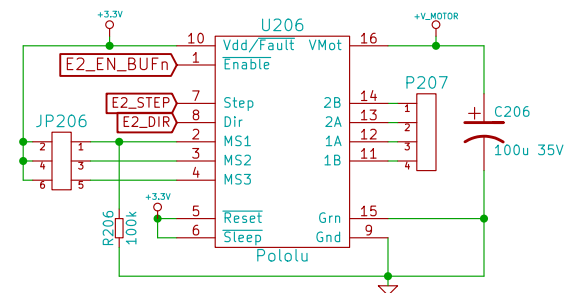 +3.3V
U206
+V_MOTOR
10 Vdd/Fault VMot 16
E2_EN_BUFn 1 Enable
P207
E2_STEP 7 Step 2B 14 1
E2_DIR 8 Dir 2A 13 2
JP206
2 1 2 MS1 1A 12 3
4 3 3 MS2 1B 11 4
6 5 4 MS3
+ C206
100u 35V
+3.3V
R206
100k
5 Reset Grn 15
6 Sleep Gnd 9
Pololu